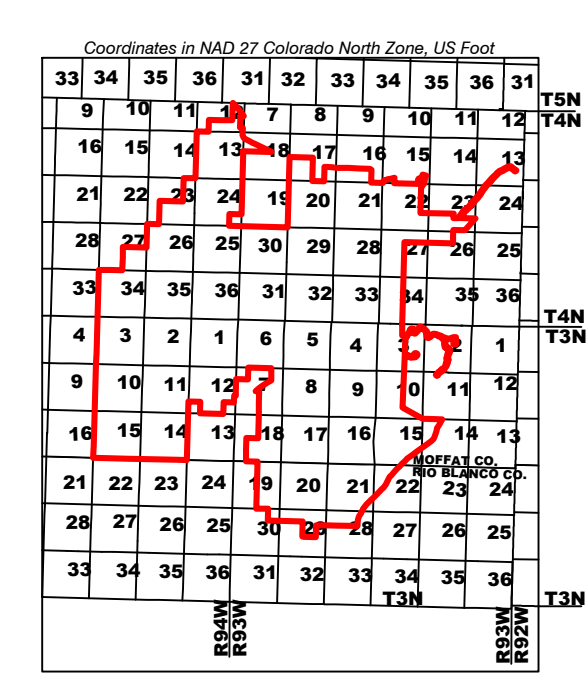 Coordinates in NAD 27 Colorado North Zone, US Foot
33 34 35 36 31 32 33 34 35 36 31
T5N
T4N
9 10 11 12 7 8 9 10 11 12
16 15 14 13 18 17 16 15 14 13
21 22 23 24 19 20 21 22 23 24
28 27 26 25 30 29 28 27 26 25
33 34 35 36 31 32 33 34 35 36
T4N
T3N
4 3 2 1 6 5 4 3 2 1
9 10 11 12 7 8 9 10 11 12
16 15 14 13 18 17 16 15 14 13
MOFFAT CO.
RIO BLANCO CO.
21 22 23 24 19 20 21 22 23 24
28 27 26 25 30 29 28 27 26 25
33 34 35 36 31 32 33 34 35 36
T3N T3N
R94W
R93W
R93W
R92W